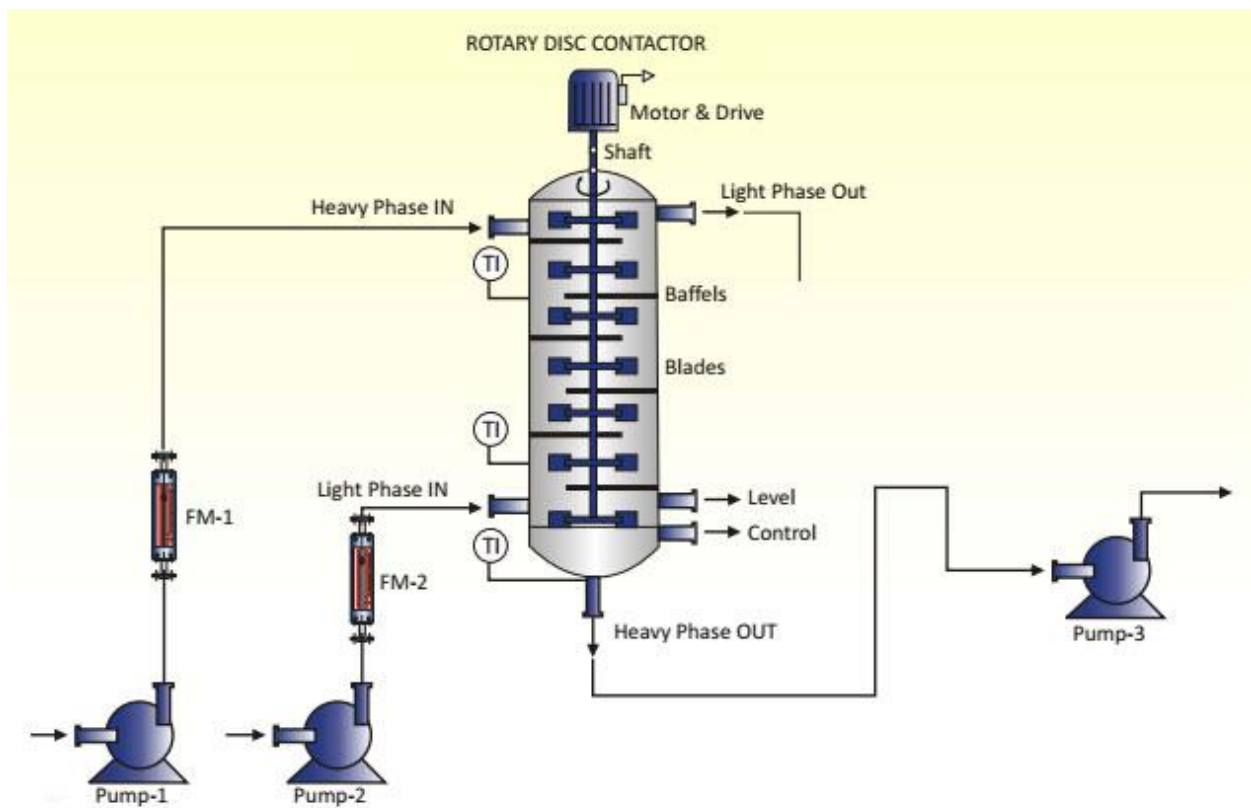 ROTARY DISC CONTACTOR
Motor & Drive
Shaft
Light Phase Out
Heavy Phase IN
TI
Baffels
Blades
TI
Light Phase IN
Level
FM-1
Control
TI
FM-2
Heavy Phase OUT
Pump-3
Pump-1
Pump-2